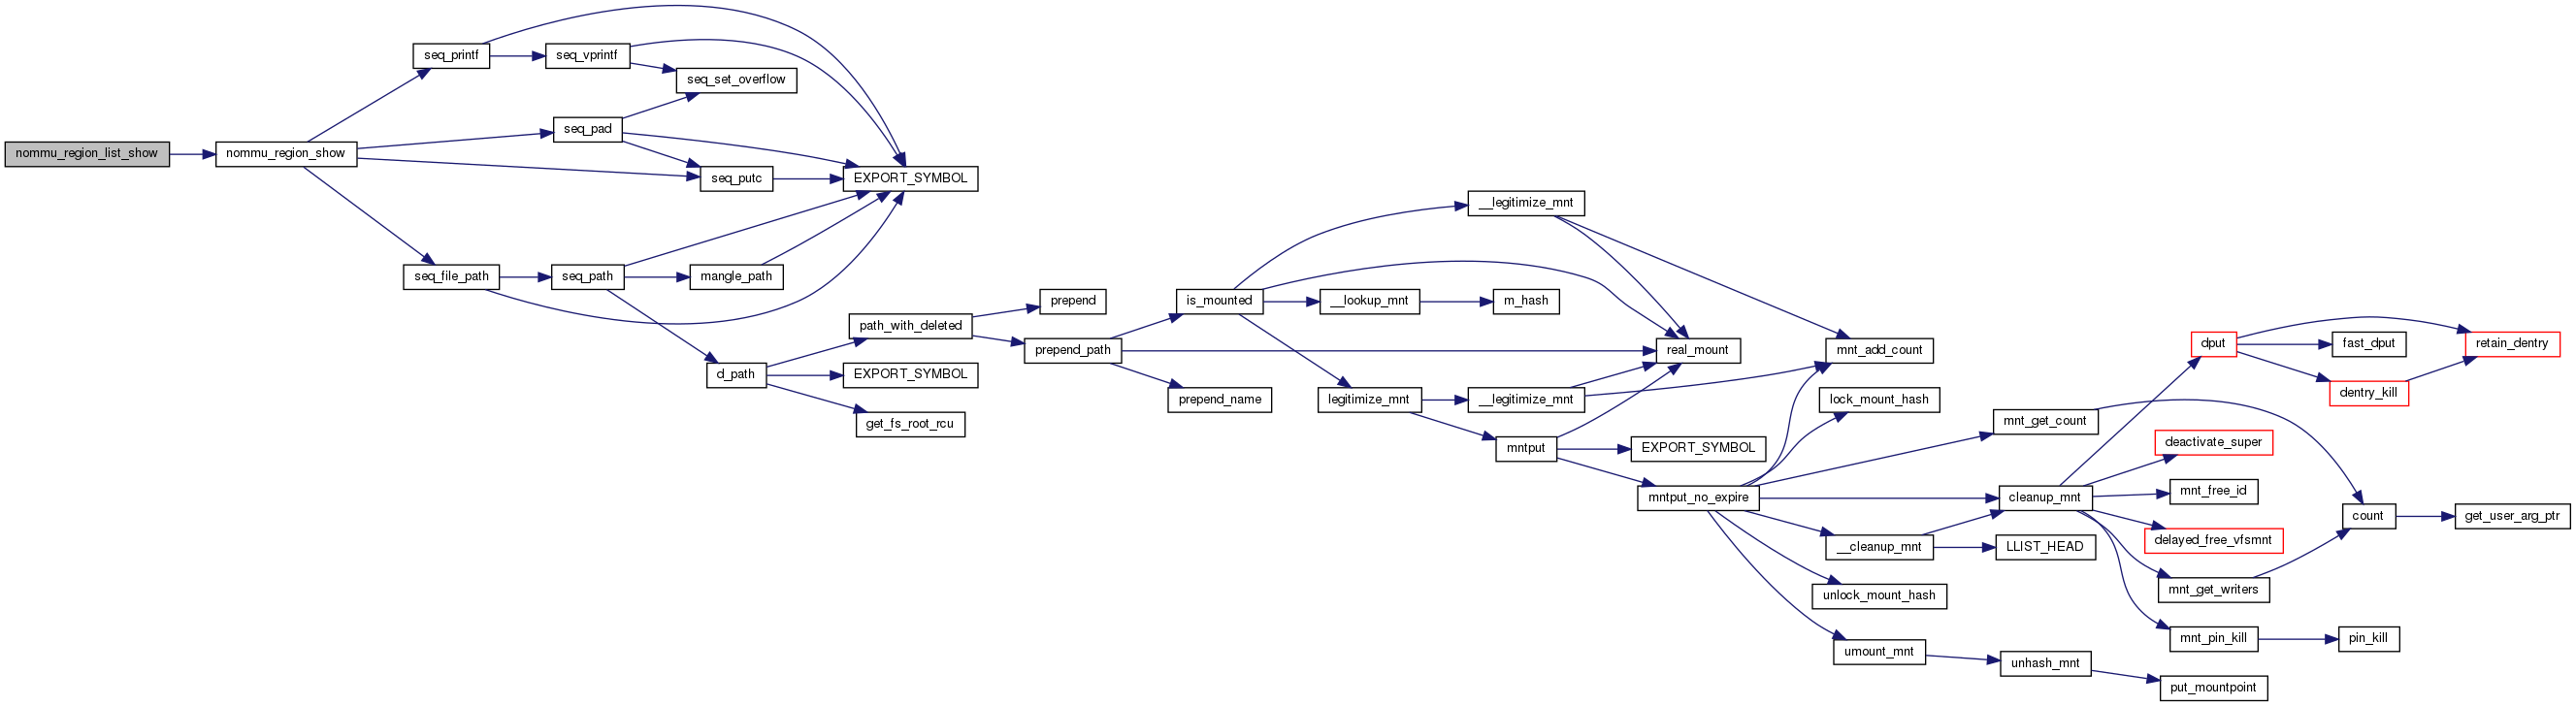 nommu_region_list_show
nommu_region_show
seq_printf
seq_vprintf
seq_set_overflow
seq_pad
seq_putc
EXPORT_SYMBOL
seq_file_path
seq_path
mangle_path
d_path
path_with_deleted
EXPORT_SYMBOL
get_fs_root_rcu
prepend
prepend_path
is_mounted
prepend_name
__legitimize_mnt
__lookup_mnt
m_hash
legitimize_mnt
__legitimize_mnt
mntput
real_mount
EXPORT_SYMBOL
mntput_no_expire
mnt_add_count
lock_mount_hash
mnt_get_count
cleanup_mnt
__cleanup_mnt
LLIST_HEAD
unlock_mount_hash
umount_mnt
unhash_mnt
put_mountpoint
dput
fast_dput
retain_dentry
dentry_kill
deactivate_super
mnt_free_id
delayed_free_vfsmnt
mnt_get_writers
count
get_user_arg_ptr
mnt_pin_kill
pin_kill